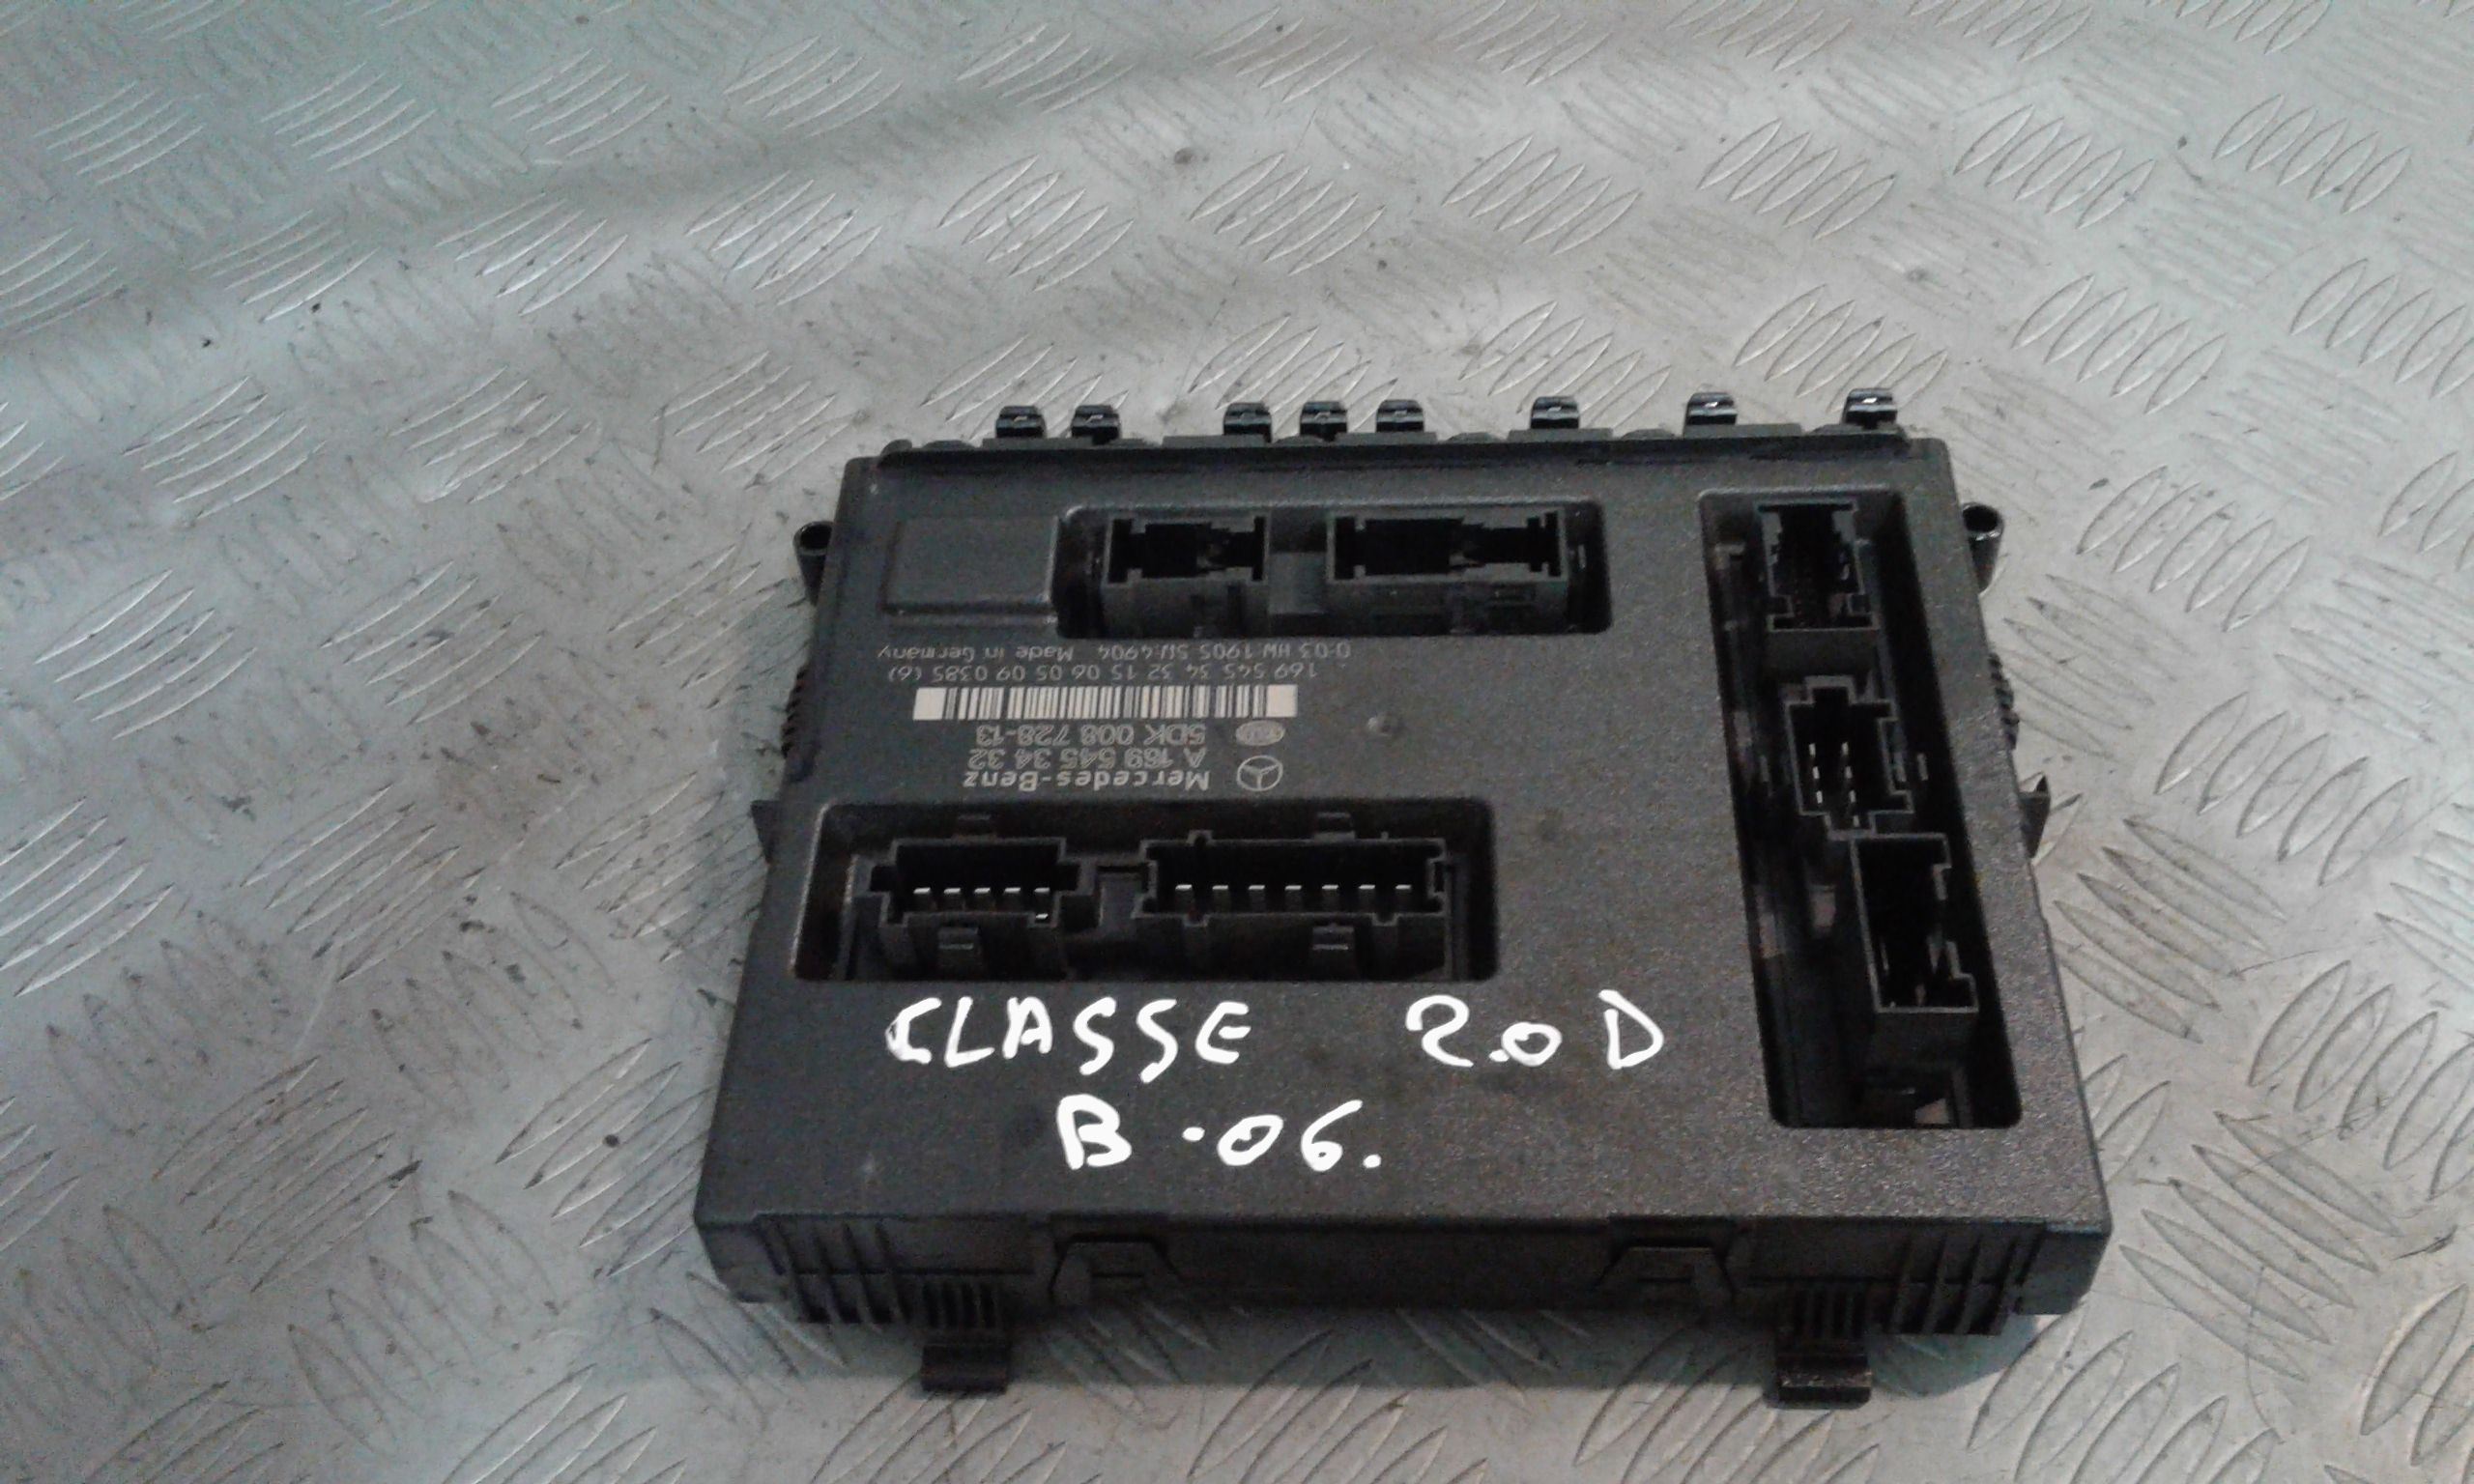 Mercedes-Benz
A 169 545 34 32
5DK 008 728-13
169 545 34 32 15 06 05 09 0385 (6)
0:03 HW:1905 SW:4904 Made in Germany
CLASSE 2.0 D
B .06.